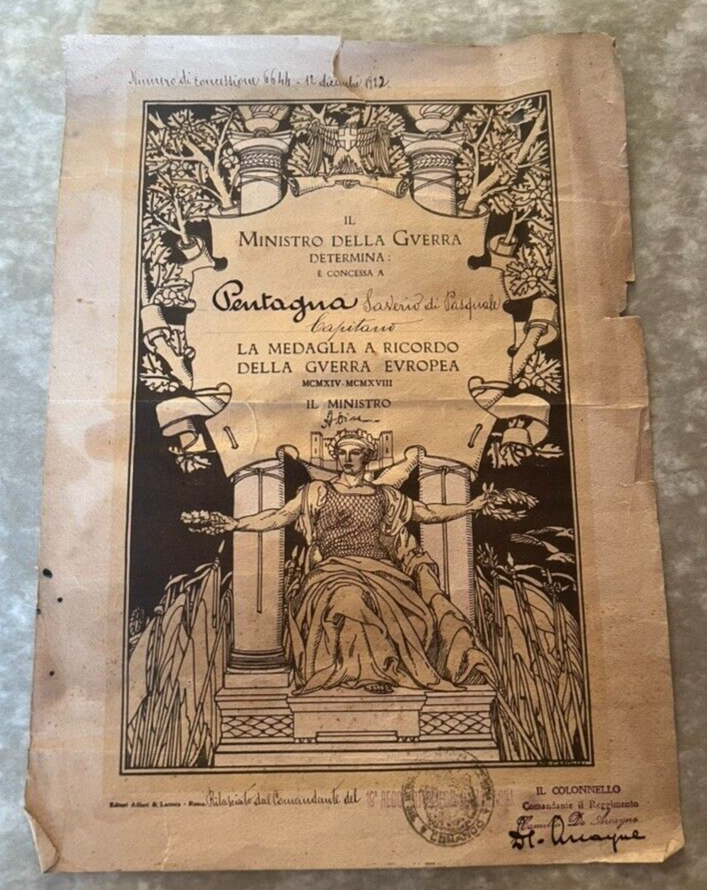 Numero di concessione 6644 - 12 dicembre 1922
IL
MINISTRO DELLA GVERRA
DETERMINA:
È CONCESSA A
Pentagna Saverio di Pasquale
Capitano
LA MEDAGLIA A RICORDO
DELLA GVERRA EVROPEA
MCMXIV-MCMXVIII
IL MINISTRO
Editori Alfieri & Lacroix - Roma
Rilasciato dal Comandante del 16°
IL COLONNELLO
Comandante il Reggimento